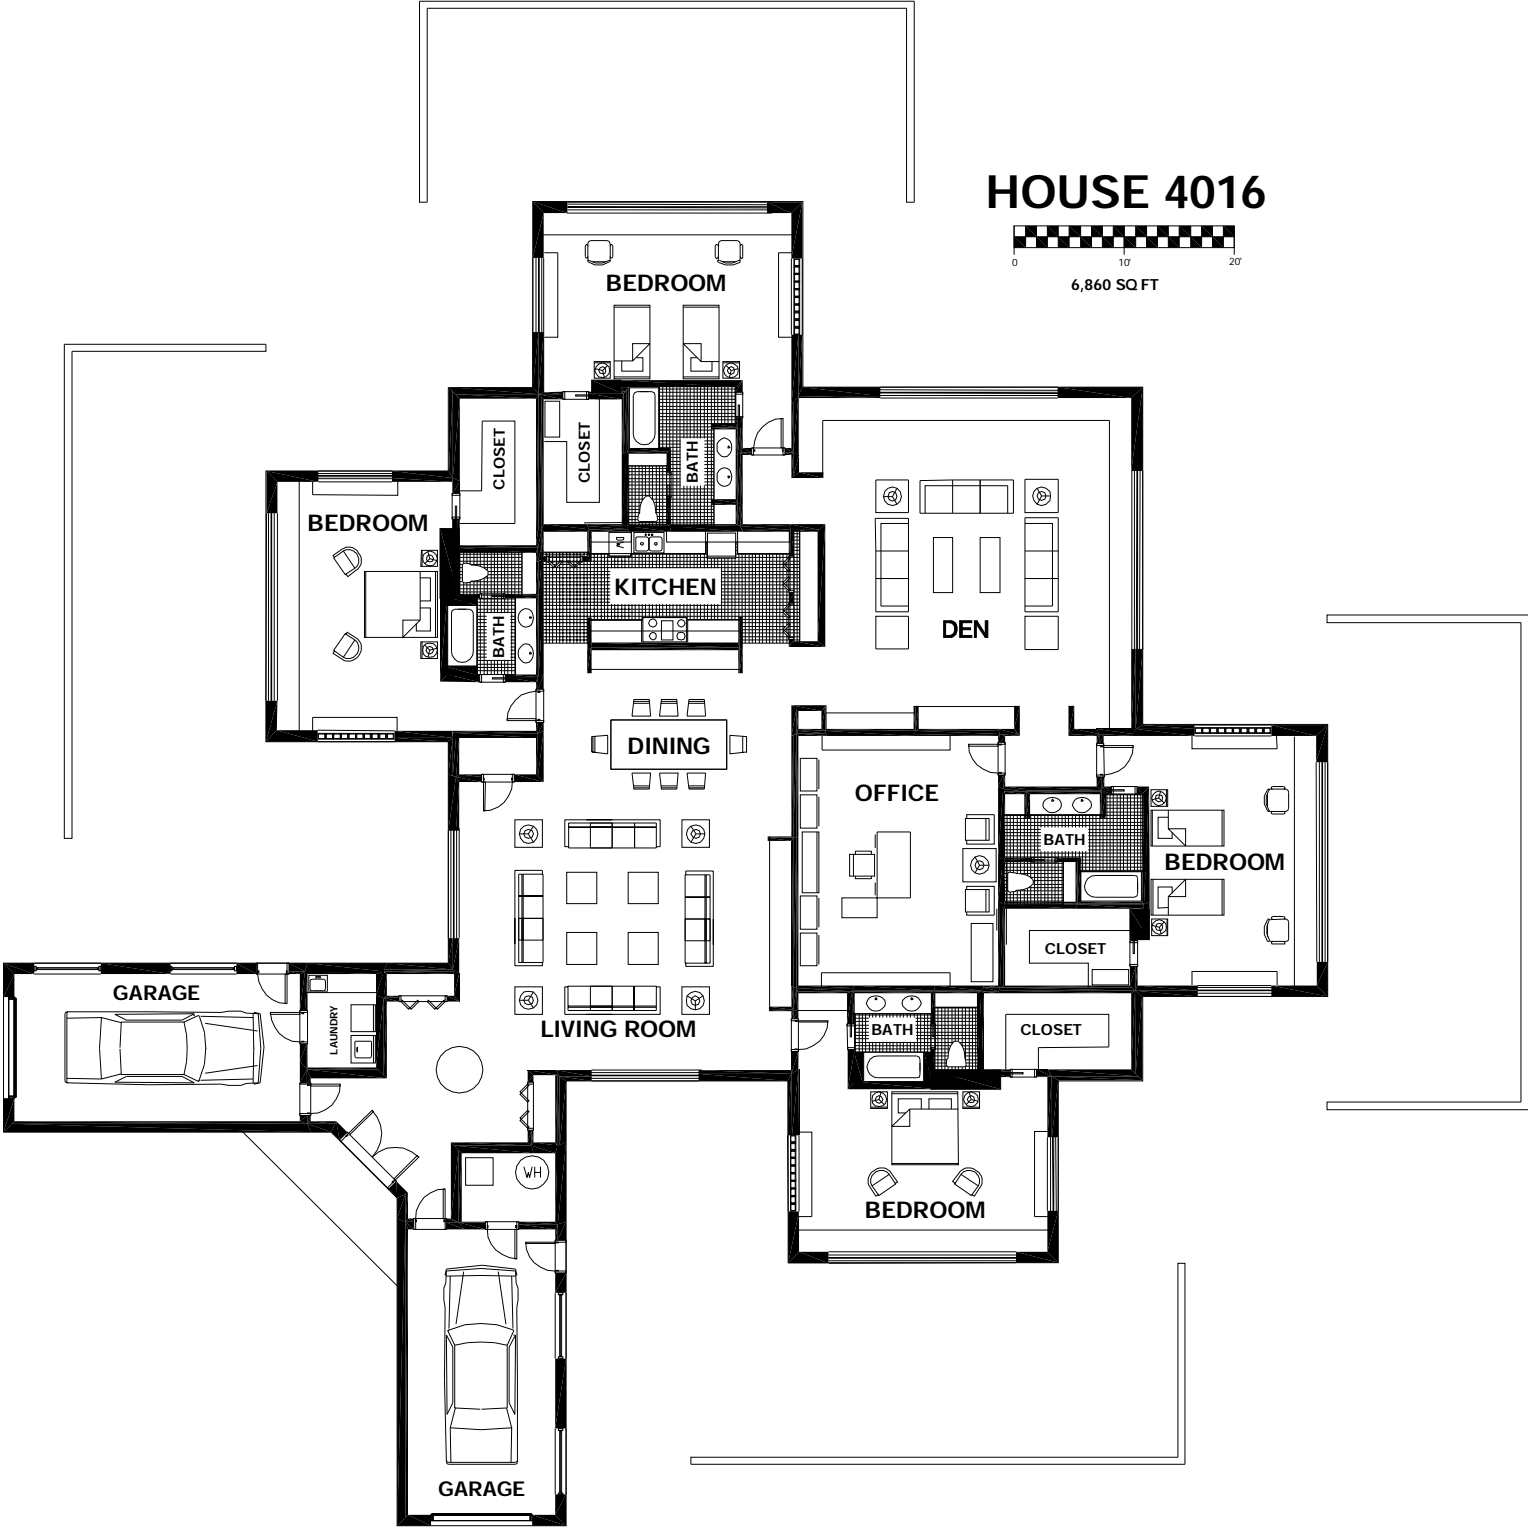 HOUSE 4016
0 10' 20'
6,860 SQ FT
BEDROOM
CLOSET
CLOSET
BATH
BEDROOM
DW
KITCHEN
BATH
DEN
DINING
OFFICE
BATH
BEDROOM
CLOSET
GARAGE
LAUNDRY
LIVING ROOM
BATH
CLOSET
WH
BEDROOM
GARAGE